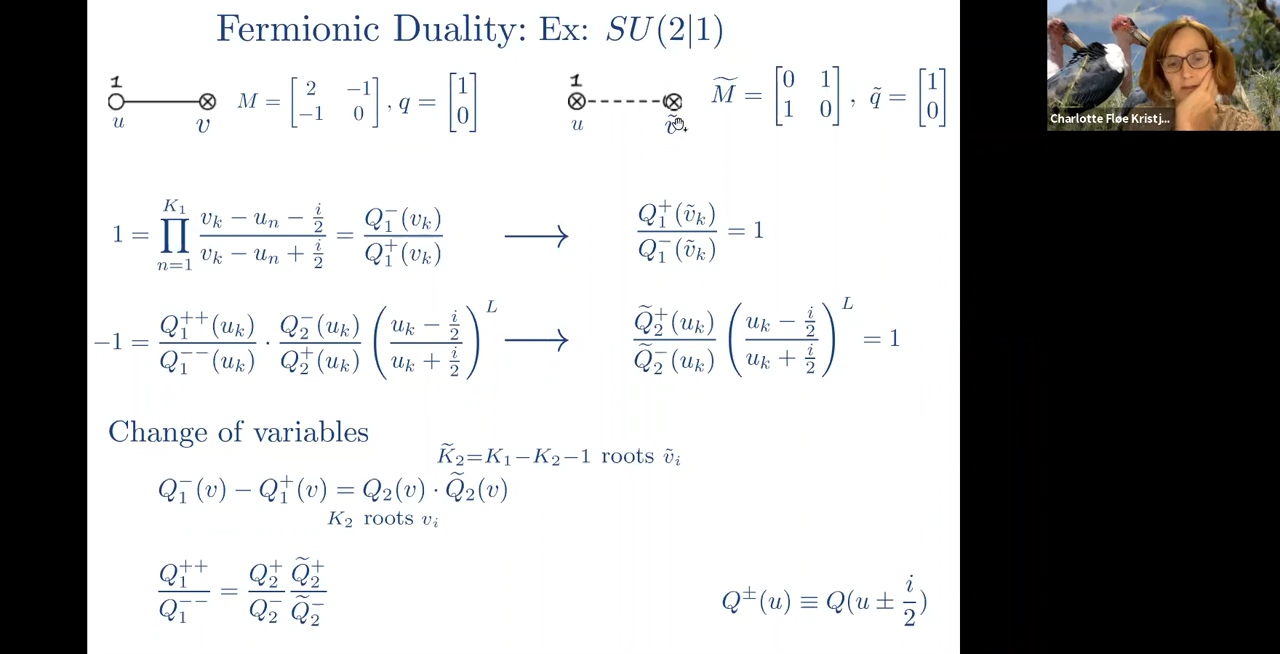 Fermionic Duality: Ex: SU(2|1)
1 u v M = [2 -1; -1 0], q = [1; 0]
1 u ṽ M̃ = [0 1; 1 0], q̃ = [1; 0]
Charlotte Fløe Kristj...
1 = ∏_{n=1}^{K_1} (v_k − u_n − i/2)/(v_k − u_n + i/2) = Q_1^−(v_k)/Q_1^+(v_k) ⟶ Q_1^+(ṽ_k)/Q_1^−(ṽ_k) = 1
−1 = Q_1^{++}(u_k)/Q_1^{−−}(u_k) · Q_2^−(u_k)/Q_2^+(u_k) ((u_k − i/2)/(u_k + i/2))^L ⟶ Q̃_2^+(u_k)/Q̃_2^−(u_k) ((u_k − i/2)/(u_k + i/2))^L = 1
Change of variables
K̃_2=K_1−K_2−1 roots ṽ_i
Q_1^−(v) − Q_1^+(v) = Q_2(v) · Q̃_2(v)
K_2 roots v_i
Q_1^{++}/Q_1^{−−} = Q_2^+/Q_2^− Q̃_2^+/Q̃_2^−
Q^±(u) ≡ Q(u ± i/2)